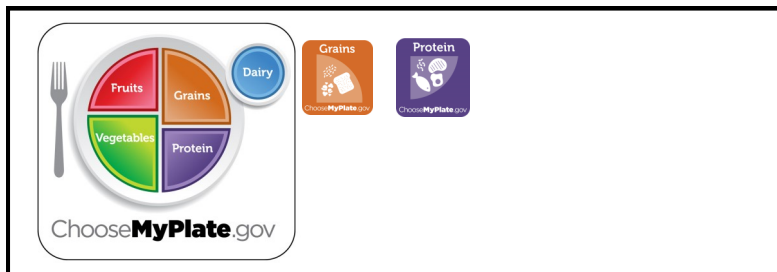 Fruits
Grains
Dairy
Vegetables
Protein
ChooseMyPlate.gov
Grains
ChooseMyPlate.gov
Protein
ChooseMyPlate.gov